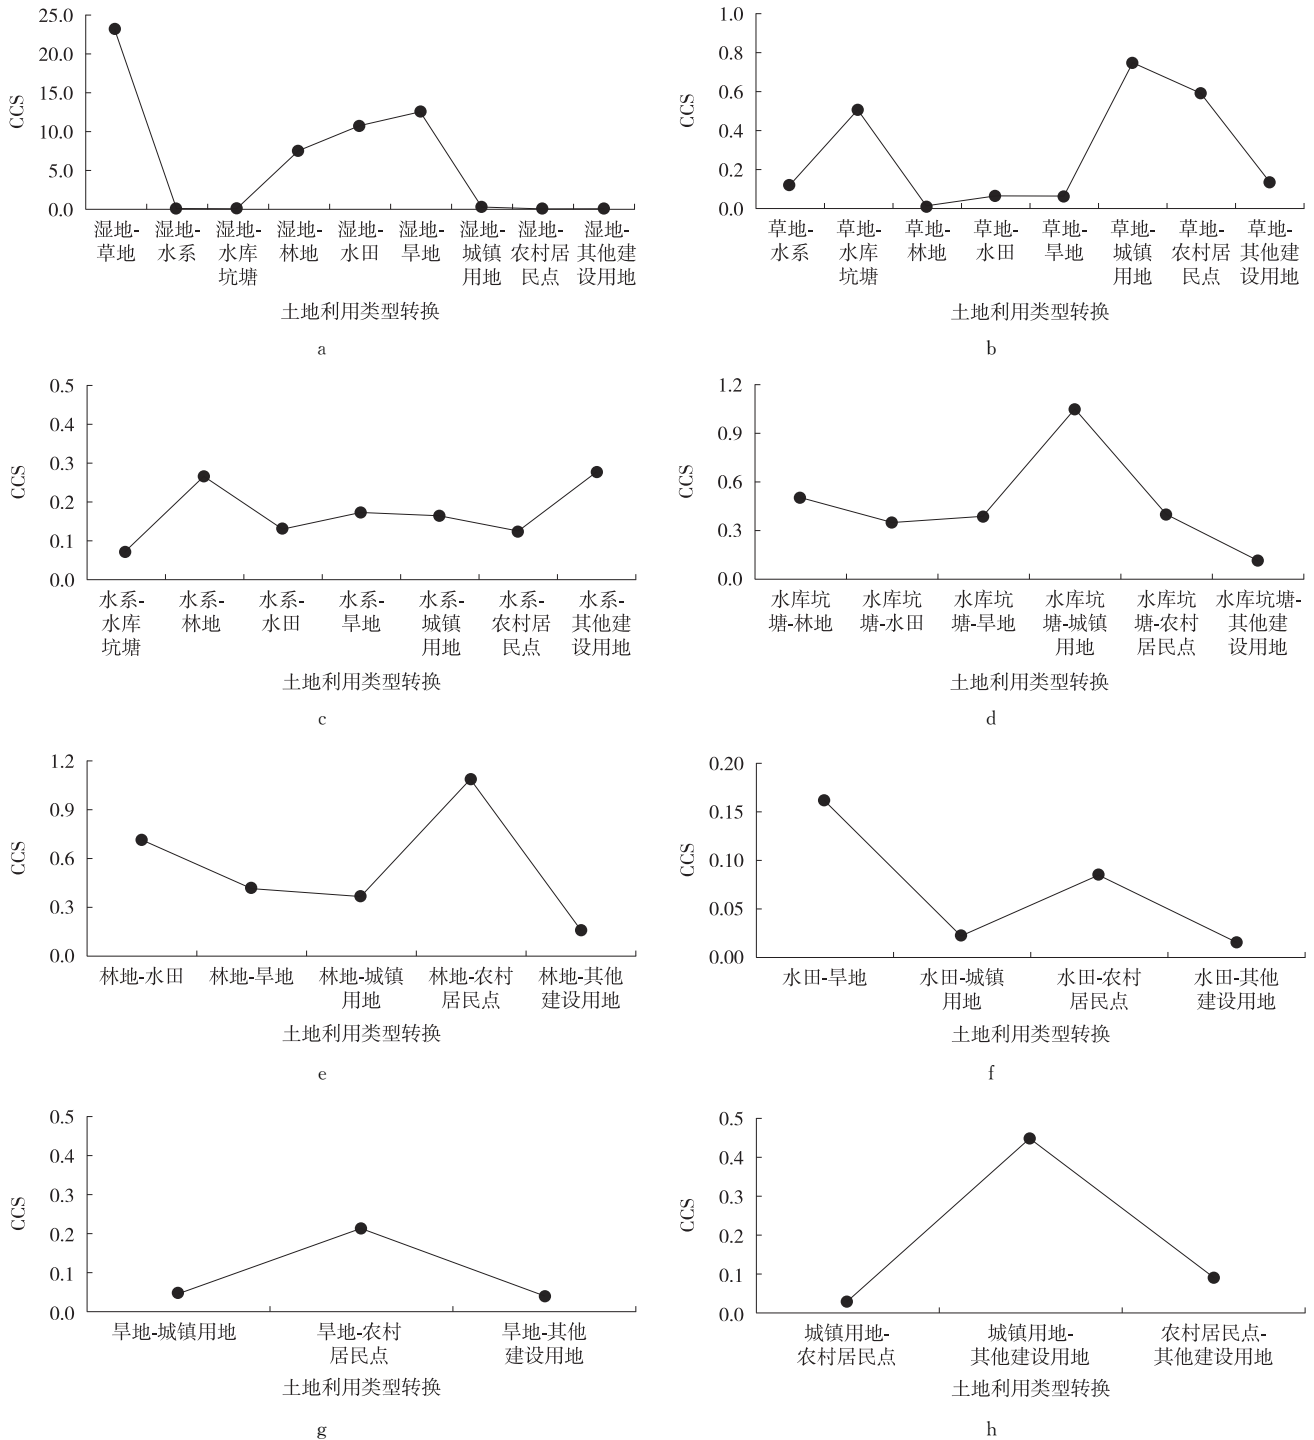 25.0
20.0
15.0
10.0
5.0
0.0
CCS
湿地-草地
湿地-水系
湿地-水库坑塘
湿地-林地
湿地-水田
湿地-旱地
湿地-城镇用地
湿地-农村居民点
湿地-其他建设用地
土地利用类型转换
a
1.0
0.8
0.6
0.4
0.2
0.0
CCS
草地-水系
草地-水库坑塘
草地-林地
草地-水田
草地-旱地
草地-城镇用地
草地-农村居民点
草地-其他建设用地
土地利用类型转换
b
0.5
0.4
0.3
0.2
0.1
0.0
CCS
水系-水库坑塘
水系-林地
水系-水田
水系-旱地
水系-城镇用地
水系-农村居民点
水系-其他建设用地
土地利用类型转换
c
1.2
0.9
0.6
0.3
0.0
CCS
水库坑塘-林地
水库坑塘-水田
水库坑塘-旱地
水库坑塘-城镇用地
水库坑塘-农村居民点
水库坑塘-其他建设用地
土地利用类型转换
d
1.2
0.9
0.6
0.3
0.0
CCS
林地-水田
林地-旱地
林地-城镇用地
林地-农村居民点
林地-其他建设用地
土地利用类型转换
e
0.20
0.15
0.10
0.05
0.00
CCS
水田-旱地
水田-城镇用地
水田-农村居民点
水田-其他建设用地
土地利用类型转换
f
0.5
0.4
0.3
0.2
0.1
0.0
CCS
旱地-城镇用地
旱地-农村居民点
旱地-其他建设用地
土地利用类型转换
g
0.5
0.4
0.3
0.2
0.1
0.0
CCS
城镇用地-农村居民点
城镇用地-其他建设用地
农村居民点-其他建设用地
土地利用类型转换
h